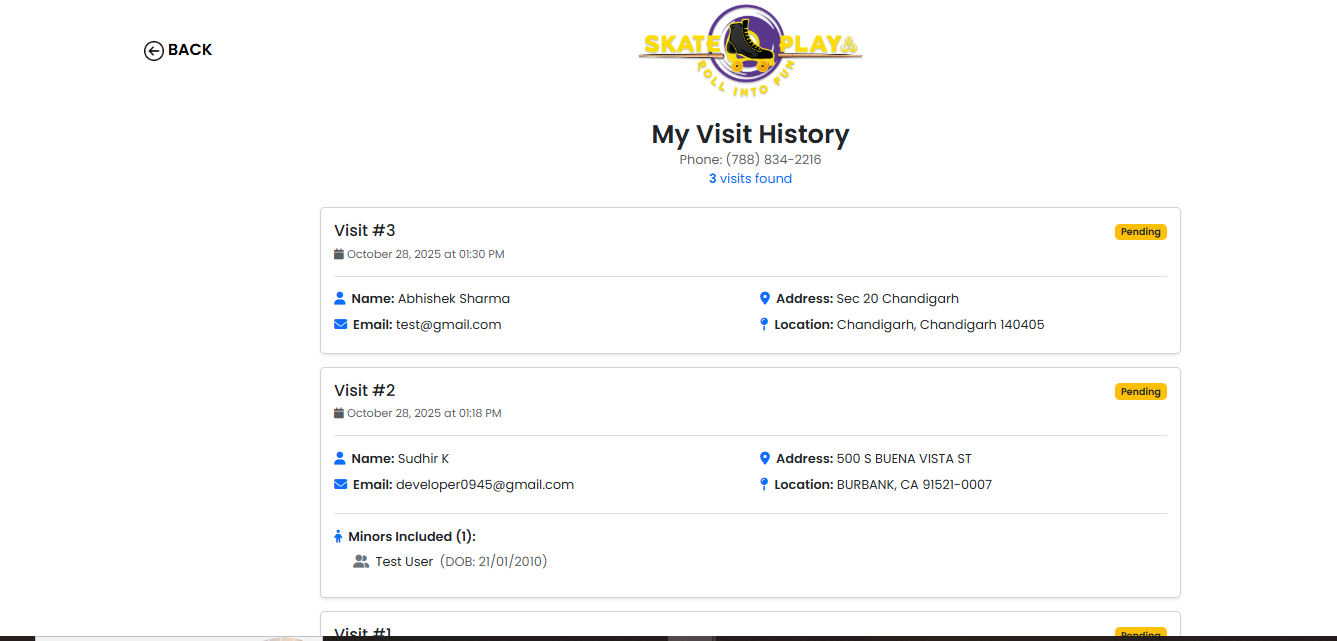 BACK
SKATE PLAY
ROLL INTO FUN
My Visit History
Phone: (788) 834-2216
3 visits found
Visit #3
Pending
October 28, 2025 at 01:30 PM
Name: Abhishek Sharma
Address: Sec 20 Chandigarh
Email: test@gmail.com
Location: Chandigarh, Chandigarh 140405
Visit #2
Pending
October 28, 2025 at 01:18 PM
Name: Sudhir K
Address: 500 S BUENA VISTA ST
Email: developer0945@gmail.com
Location: BURBANK, CA 91521-0007
Minors Included (1):
Test User (DOB: 21/01/2010)
Visit #1
Pending